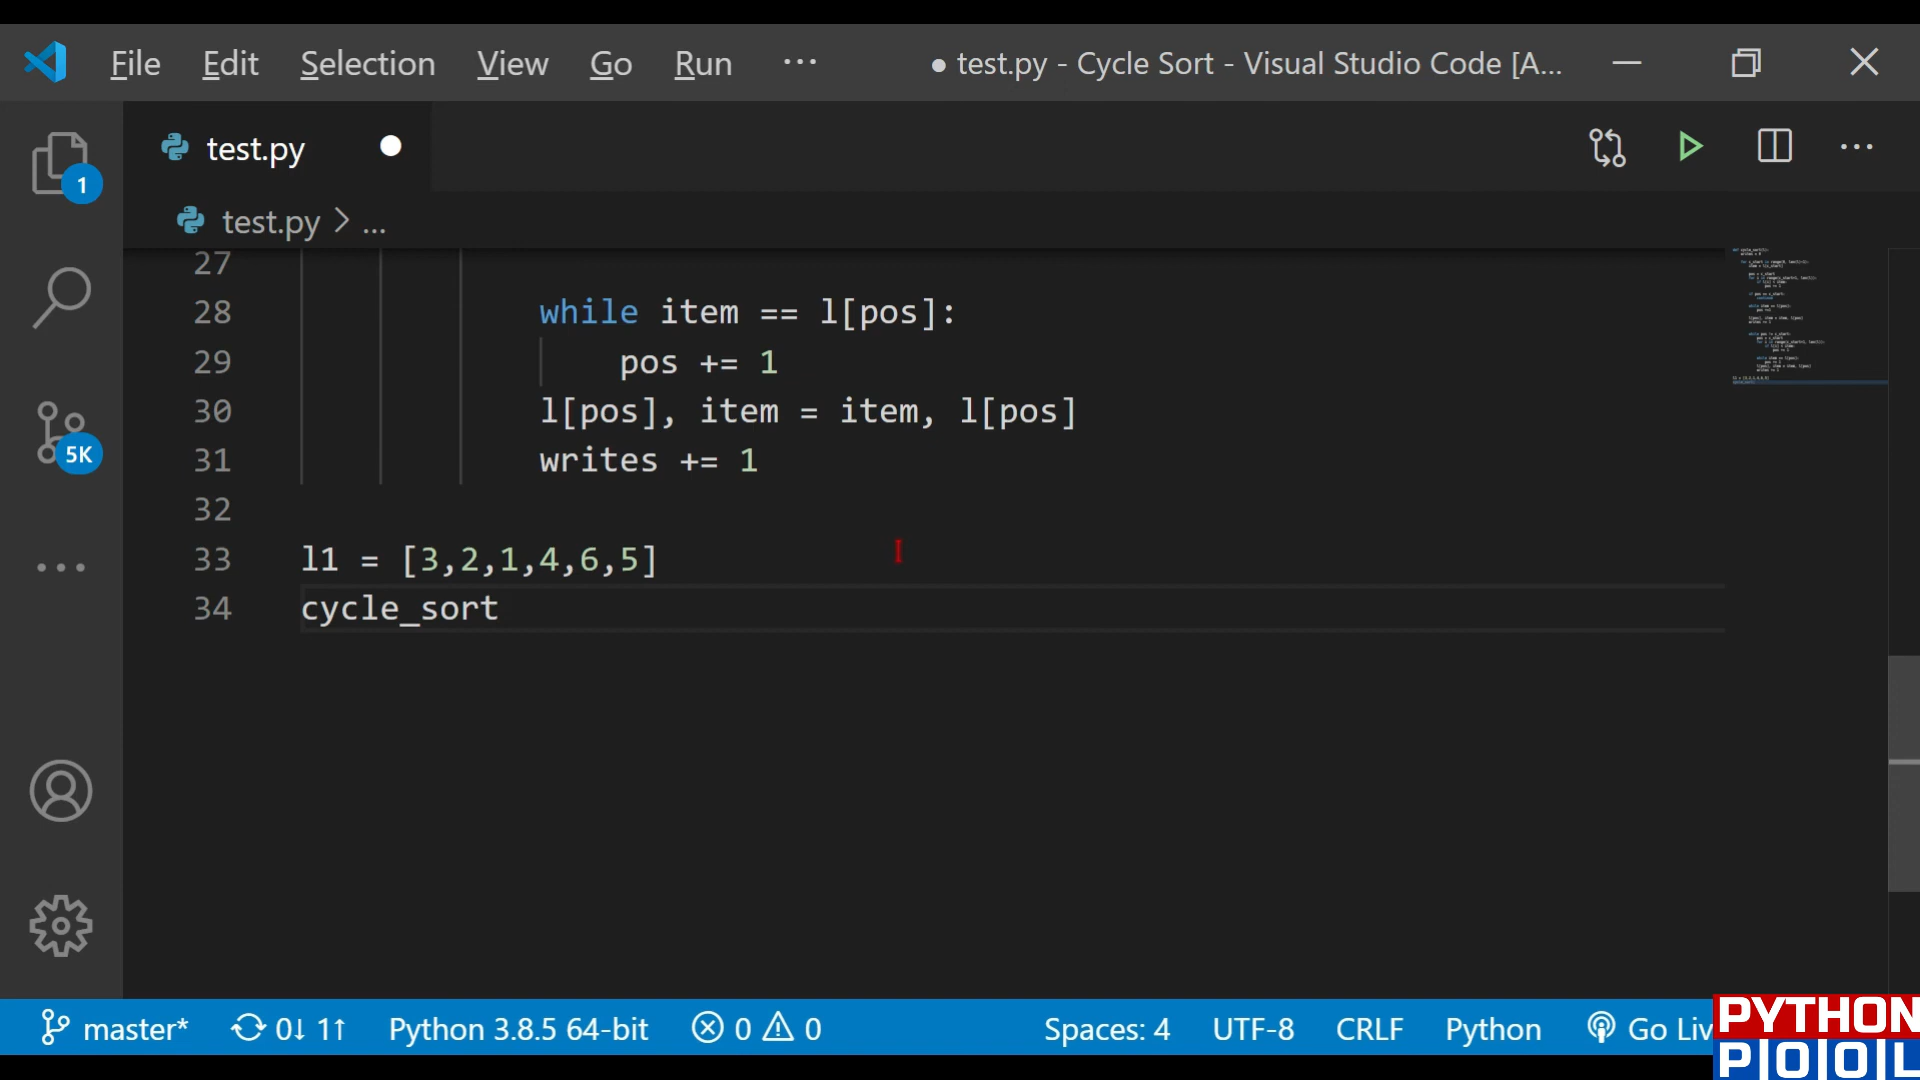 File Edit Selection View Go Run ··· ● test.py - Cycle Sort - Visual Studio Code [A...
test.py
1
test.py > ...
27
28 while item == l[pos]:
29 pos += 1
30 l[pos], item = item, l[pos]
31 writes += 1
32
33 l1 = [3,2,1,4,6,5]
34 cycle_sort
5K
master* 0↓ 1↑ Python 3.8.5 64-bit 0 0 Spaces: 4 UTF-8 CRLF Python Go Liv
PYTHON
POOL